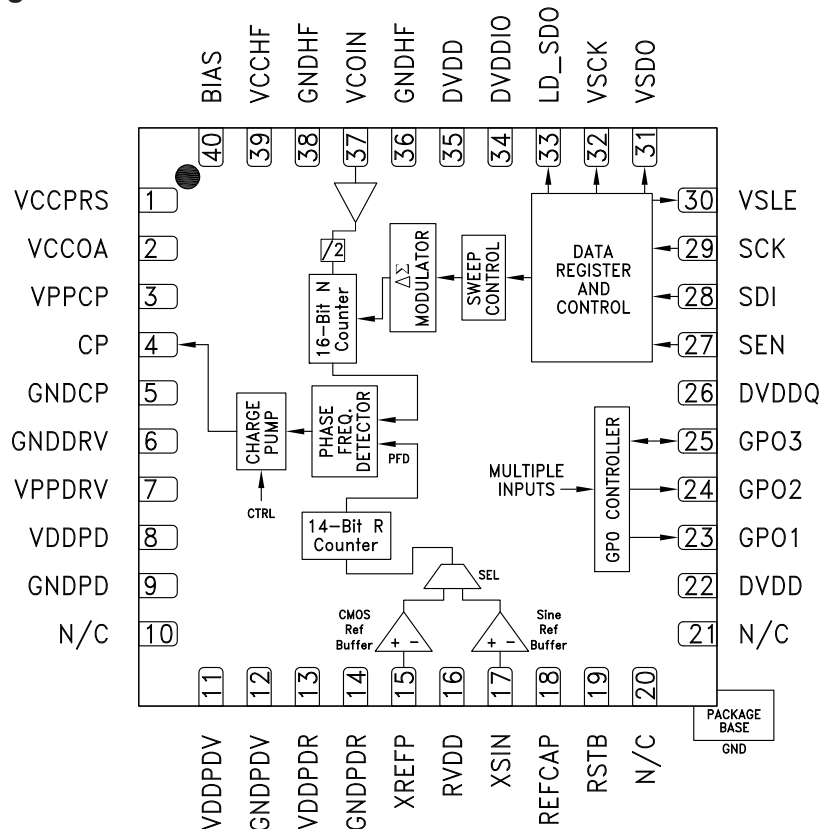 BIAS
VCCHF
GNDHF
VCOIN
GNDHF
DVDD
DVDDIO
LD_SDO
VSCK
VSDO
40
39
38
37
36
35
34
33
32
31
VCCPRS 1
VCCOA 2
VPPCP 3
CP 4
GNDCP 5
GNDDRV 6
VPPDRV 7
VDDPD 8
GNDPD 9
N/C 10
/2
16-Bit N
Counter
ΔΣ
MODULATOR
SWEEP
CONTROL
DATA
REGISTER
AND
CONTROL
CHARGE
PUMP
CTRL
PHASE
FREQ.
DETECTOR
PFD
14-Bit R
Counter
SEL
CMOS
Ref
Buffer
+ -
Sine
Ref
Buffer
+ -
MULTIPLE
INPUTS
GPO CONTROLLER
30 VSLE
29 SCK
28 SDI
27 SEN
26 DVDDQ
25 GPO3
24 GPO2
23 GPO1
22 DVDD
21 N/C
11
12
13
14
15
16
17
18
19
20
VDDPDV
GNDPDV
VDDPDR
GNDPDR
XREFP
RVDD
XSIN
REFCAP
RSTB
N/C
PACKAGE
BASE
GND